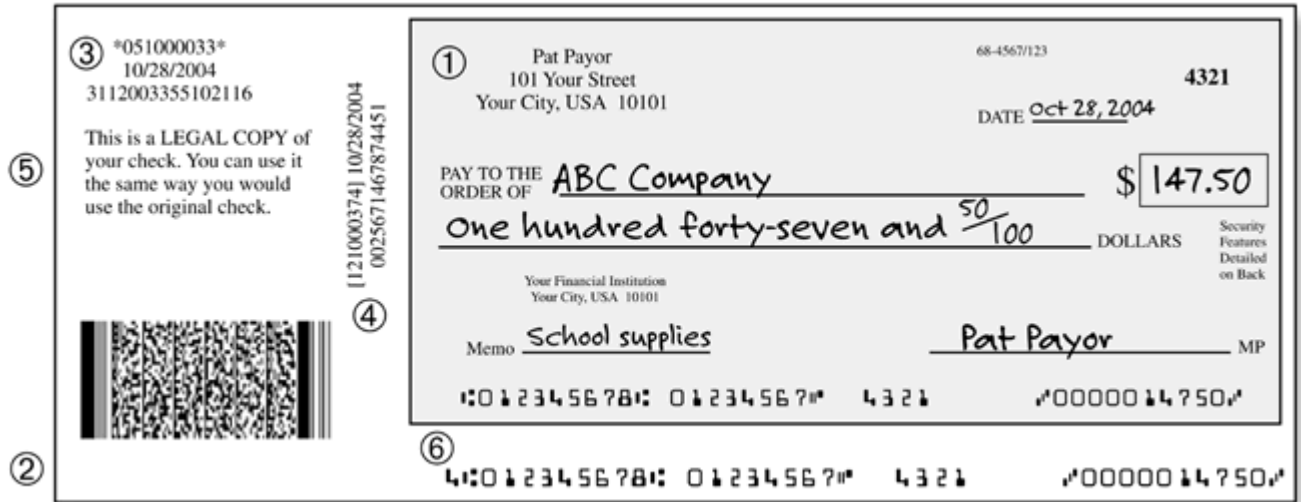 ③ *051000033*
10/28/2004
3112003355102116
This is a LEGAL COPY of
your check. You can use it
the same way you would
use the original check.
⑤
②
[121000374] 10/28/2004
0025671467874451
④
① Pat Payor
101 Your Street
Your City, USA 10101
68-4567/123
4321
DATE Oct 28, 2004
PAY TO THE
ORDER OF ABC Company $ 147.50
One hundred forty-seven and 50/100 DOLLARS
Security
Features
Detailed
on Back
Your Financial Institution
Your City, USA 10101
Memo School supplies Pat Payor MP
⑆012345678⑆ 01234567⑈ 4321 ⑇0000014750⑇
⑥
4⑆012345678⑆ 01234567⑈ 4321 ⑇0000014750⑇